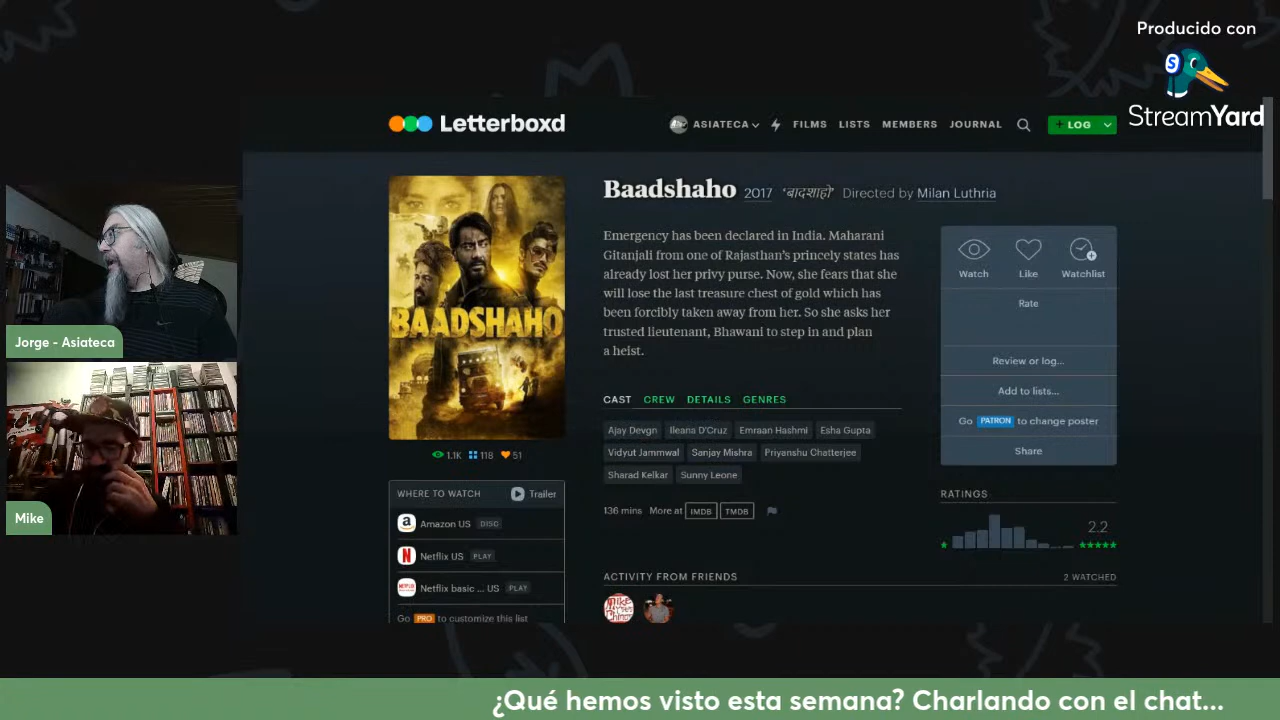 Producido con
StreamYard
Letterboxd
ASIATECA
FILMS
LISTS
MEMBERS
JOURNAL
+ LOG
Baadshaho 2017 ‘बादशाहो’ Directed by Milan Luthria
Emergency has been declared in India. Maharani
Gitanjali from one of Rajasthan's princely states has
already lost her privy purse. Now, she fears that she
will lose the last treasure chest of gold which has
been forcibly taken away from her. So she asks her
trusted lieutenant, Bhawani to step in and plan
a heist.
BAADSHAHO
Watch
Like
Watchlist
Rate
Review or log...
Add to lists...
Go PATRON to change poster
Share
CAST CREW DETAILS GENRES
Ajay Devgn Ileana D'Cruz Emraan Hashmi Esha Gupta
Vidyut Jammwal Sanjay Mishra Priyanshu Chatterjee
Sharad Kelkar Sunny Leone
136 mins More at IMDB TMDB
1.1K 118 51
WHERE TO WATCH Trailer
Amazon US DISC
Netflix US PLAY
Netflix basic ... US PLAY
Go PRO to customize this list
RATINGS
2.2
ACTIVITY FROM FRIENDS
2 WATCHED
Jorge - Asiateca
Mike
¿Qué hemos visto esta semana? Charlando con el chat...